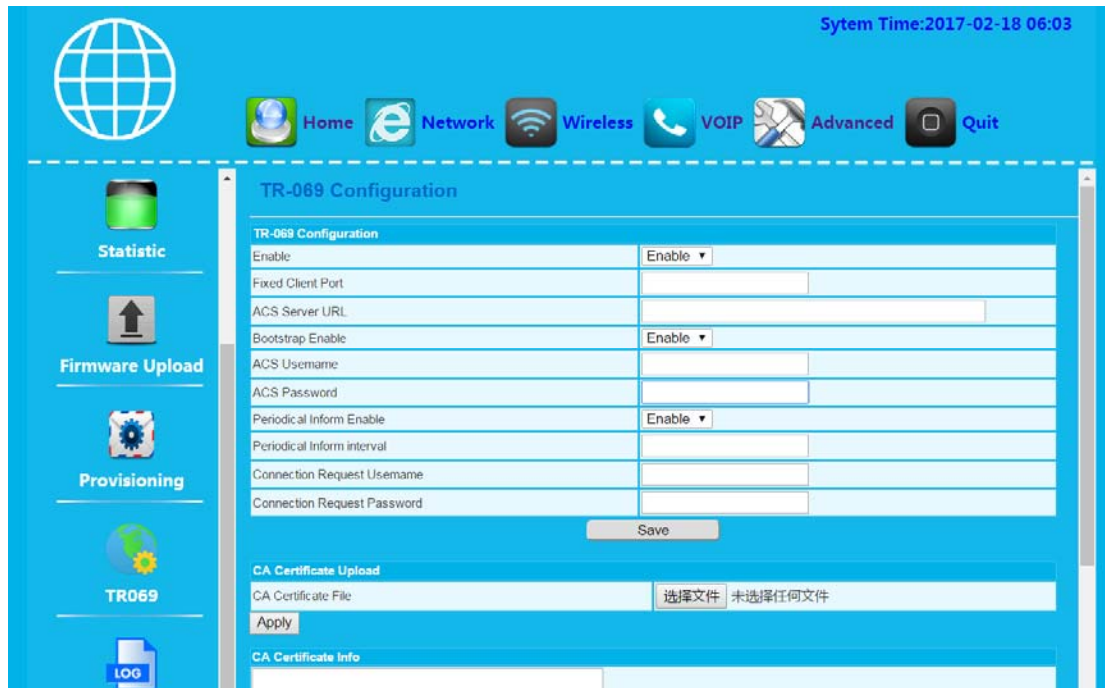 Sytem Time:2017-02-18 06:03
Home Network Wireless VOIP Advanced Quit
Statistic
Firmware Upload
Provisioning
TR069
LOG
TR-069 Configuration
TR-069 Configuration
Enable Enable
Fixed Client Port
ACS Server URL
Bootstrap Enable Enable
ACS Username
ACS Password
Periodical Inform Enable Enable
Periodical Inform interval
Connection Request Username
Connection Request Password
Save
CA Certificate Upload
CA Certificate File 选择文件 未选择任何文件
Apply
CA Certificate Info